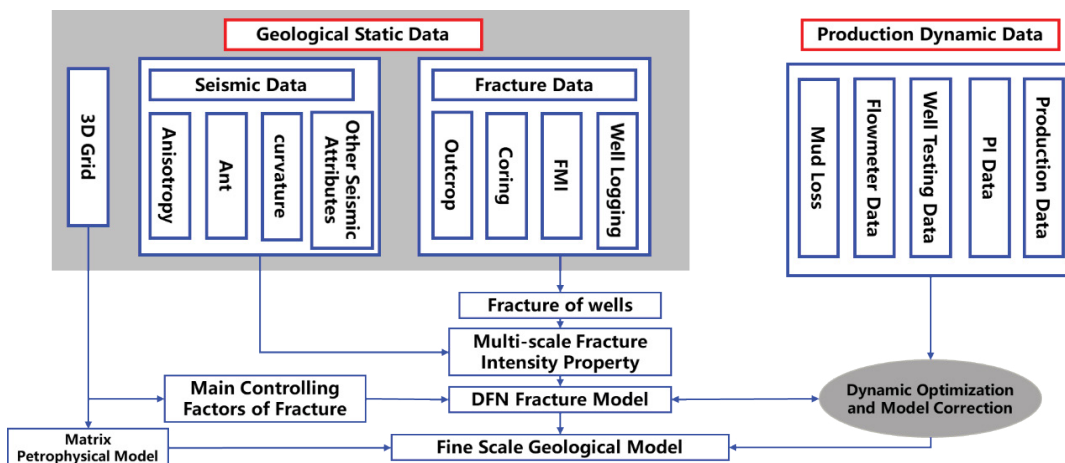 Geological Static Data
Production Dynamic Data
3D Grid
Seismic Data
Anisotropy
Ant
curvature
Other Seismic
Attributes
Fracture Data
Outcrop
Coring
FMI
Well Logging
Mud Loss
Flowmeter Data
Well Testing Data
PI Data
Production Data
Fracture of wells
Multi-scale Fracture
Intensity Property
Main Controlling
Factors of Fracture
DFN Fracture Model
Dynamic Optimization
and Model Correction
Matrix
Petrophysical Model
Fine Scale Geological Model